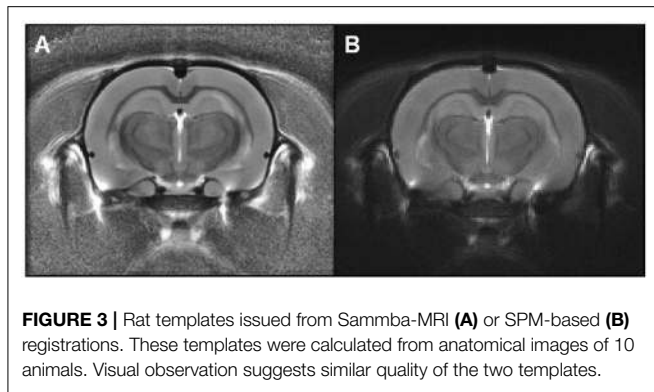 A
B
FIGURE 3 | Rat templates issued from Sammba-MRI (A) or SPM-based (B)
registrations. These templates were calculated from anatomical images of 10
animals. Visual observation suggests similar quality of the two templates.